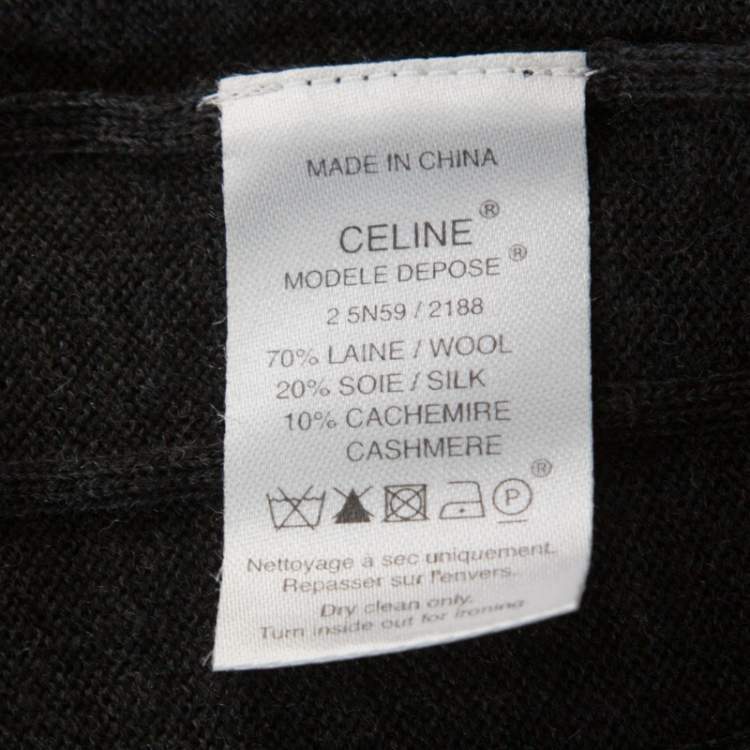 MADE IN CHINA
CELINE®
MODELE DEPOSE®
2 5N59 / 2188
70% LAINE / WOOL
20% SOIE / SILK
10% CACHEMIRE
CASHMERE
P ®
Nettoyage à sec uniquement.
Repasser sur l'envers.
Dry clean only.
Turn inside out for ironing